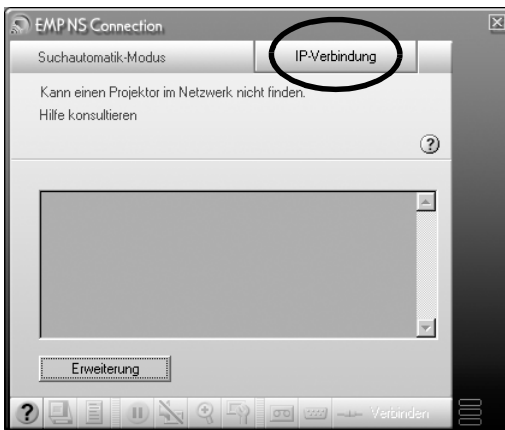 EMP NS Connection
Suchautomatik-Modus
IP-Verbindung
Kann einen Projektor im Netzwerk nicht finden.
Hilfe konsultieren
Erweiterung
Verbinden